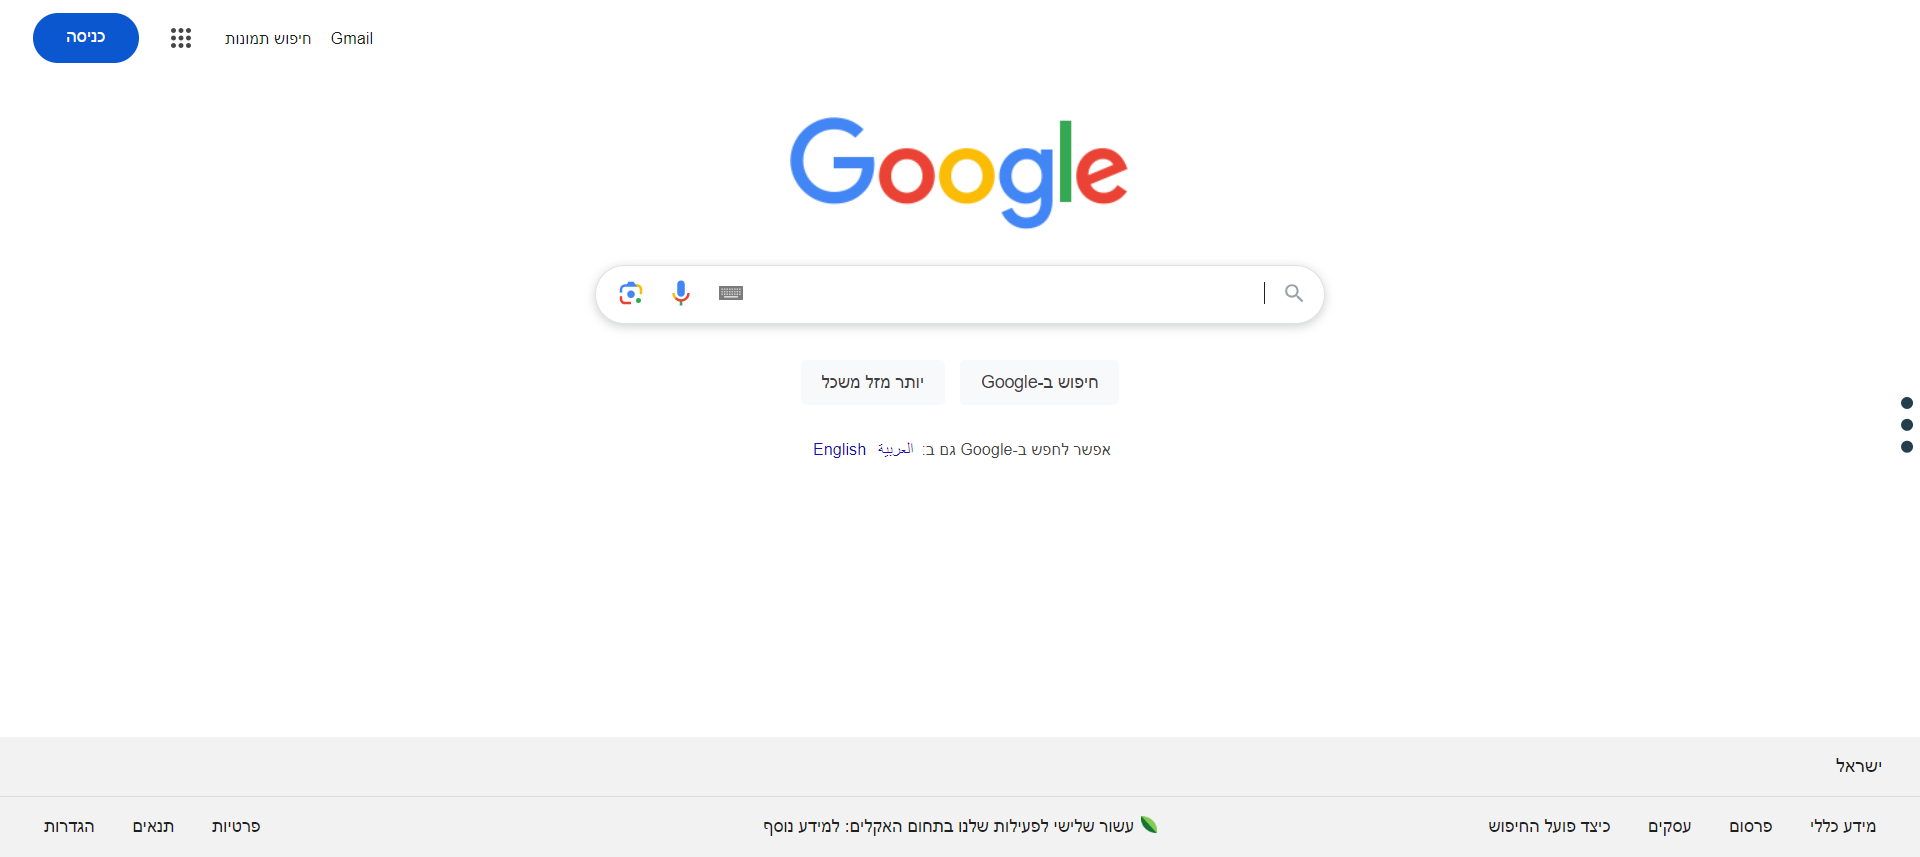 Gmail
חיפוש תמונות
כניסה
Google
חיפוש ב-Google
יותר מזל משכל
אפשר לחפש ב-Google גם ב: العربية English
ישראל
מידע כללי
פרסום
עסקים
כיצד פועל החיפוש
עשור שלישי לפעילות שלנו בתחום האקלים: למידע נוסף
פרטיות
תנאים
הגדרות